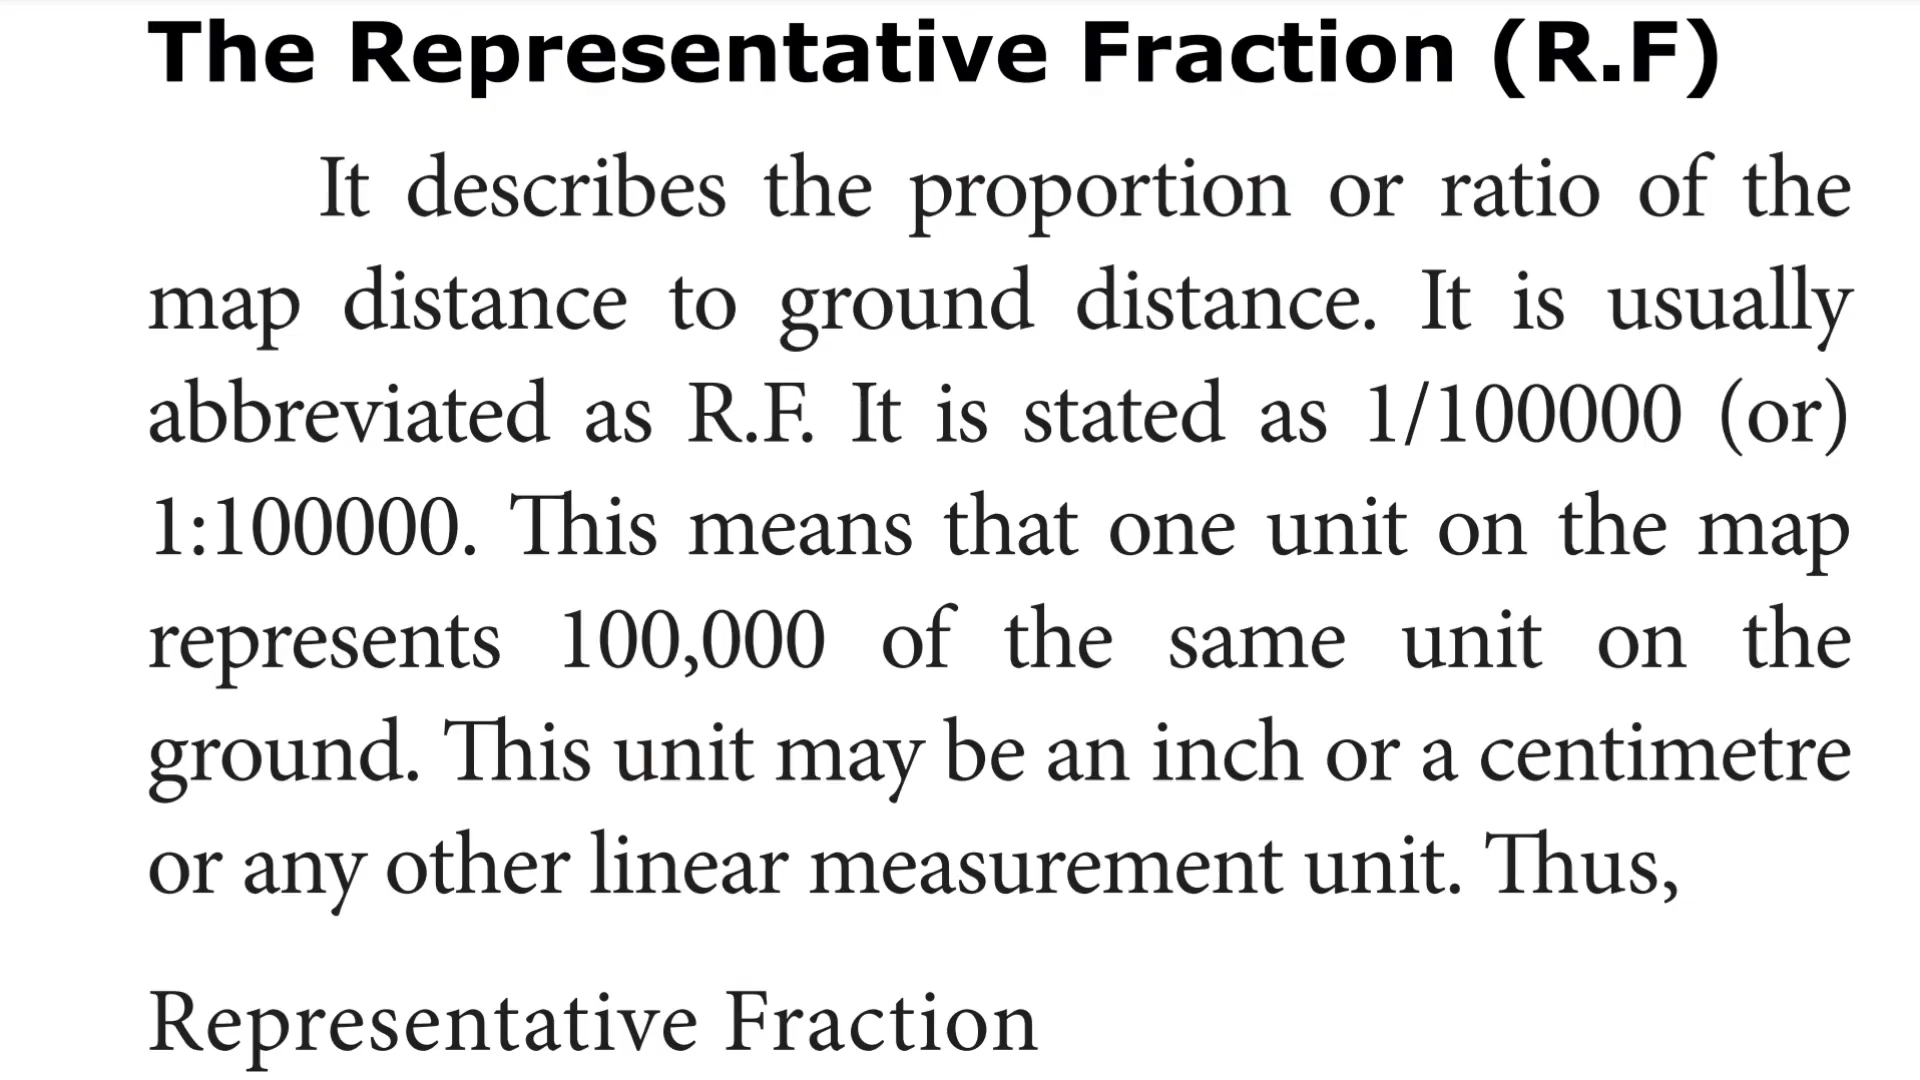 The Representative Fraction (R.F)
It describes the proportion or ratio of the
map distance to ground distance. It is usually
abbreviated as R.F. It is stated as 1/100000 (or)
1:100000. This means that one unit on the map
represents 100,000 of the same unit on the
ground. This unit may be an inch or a centimetre
or any other linear measurement unit. Thus,
Representative Fraction